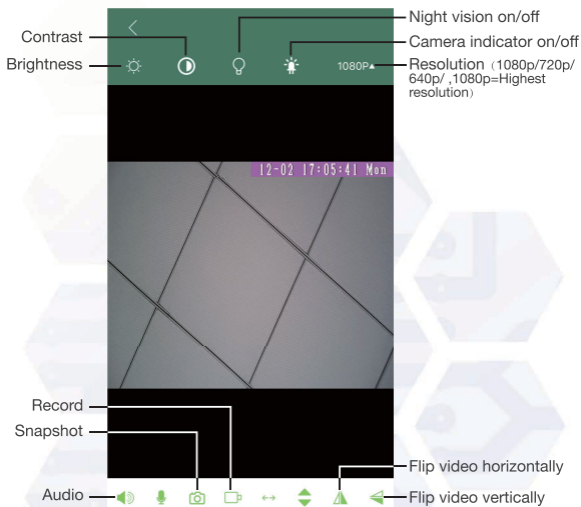 Night vision on/off
Contrast
Camera indicator on/off
Brightness
1080P▲
Resolution（1080p/720p/
640p/ ,1080p=Highest
resolution）
12-02 17:05:41 Mon
Record
Snapshot
Flip video horizontally
Audio
Flip video vertically